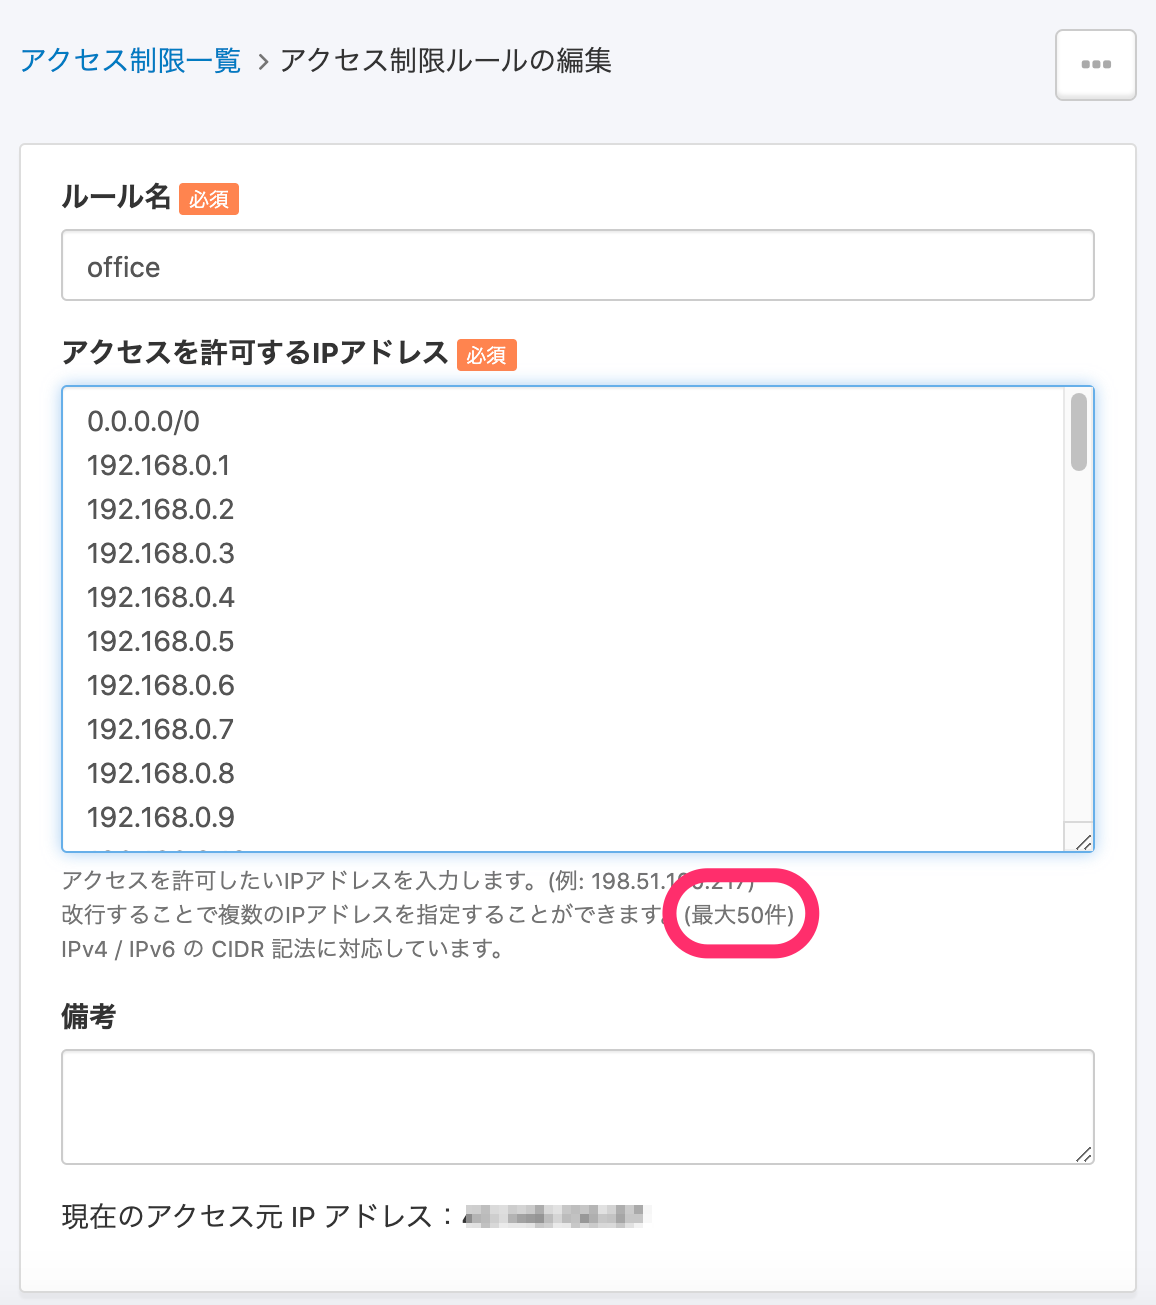 アクセス制限一覧 › アクセス制限ルールの編集
ルール名 必須
office
アクセスを許可するIPアドレス 必須
0.0.0.0/0
192.168.0.1
192.168.0.2
192.168.0.3
192.168.0.4
192.168.0.5
192.168.0.6
192.168.0.7
192.168.0.8
192.168.0.9
アクセスを許可したいIPアドレスを入力します。(例: 198.51.100.217)
改行することで複数のIPアドレスを指定することができます。(最大50件)
IPv4 / IPv6 の CIDR 記法に対応しています。
備考
現在のアクセス元 IP アドレス：